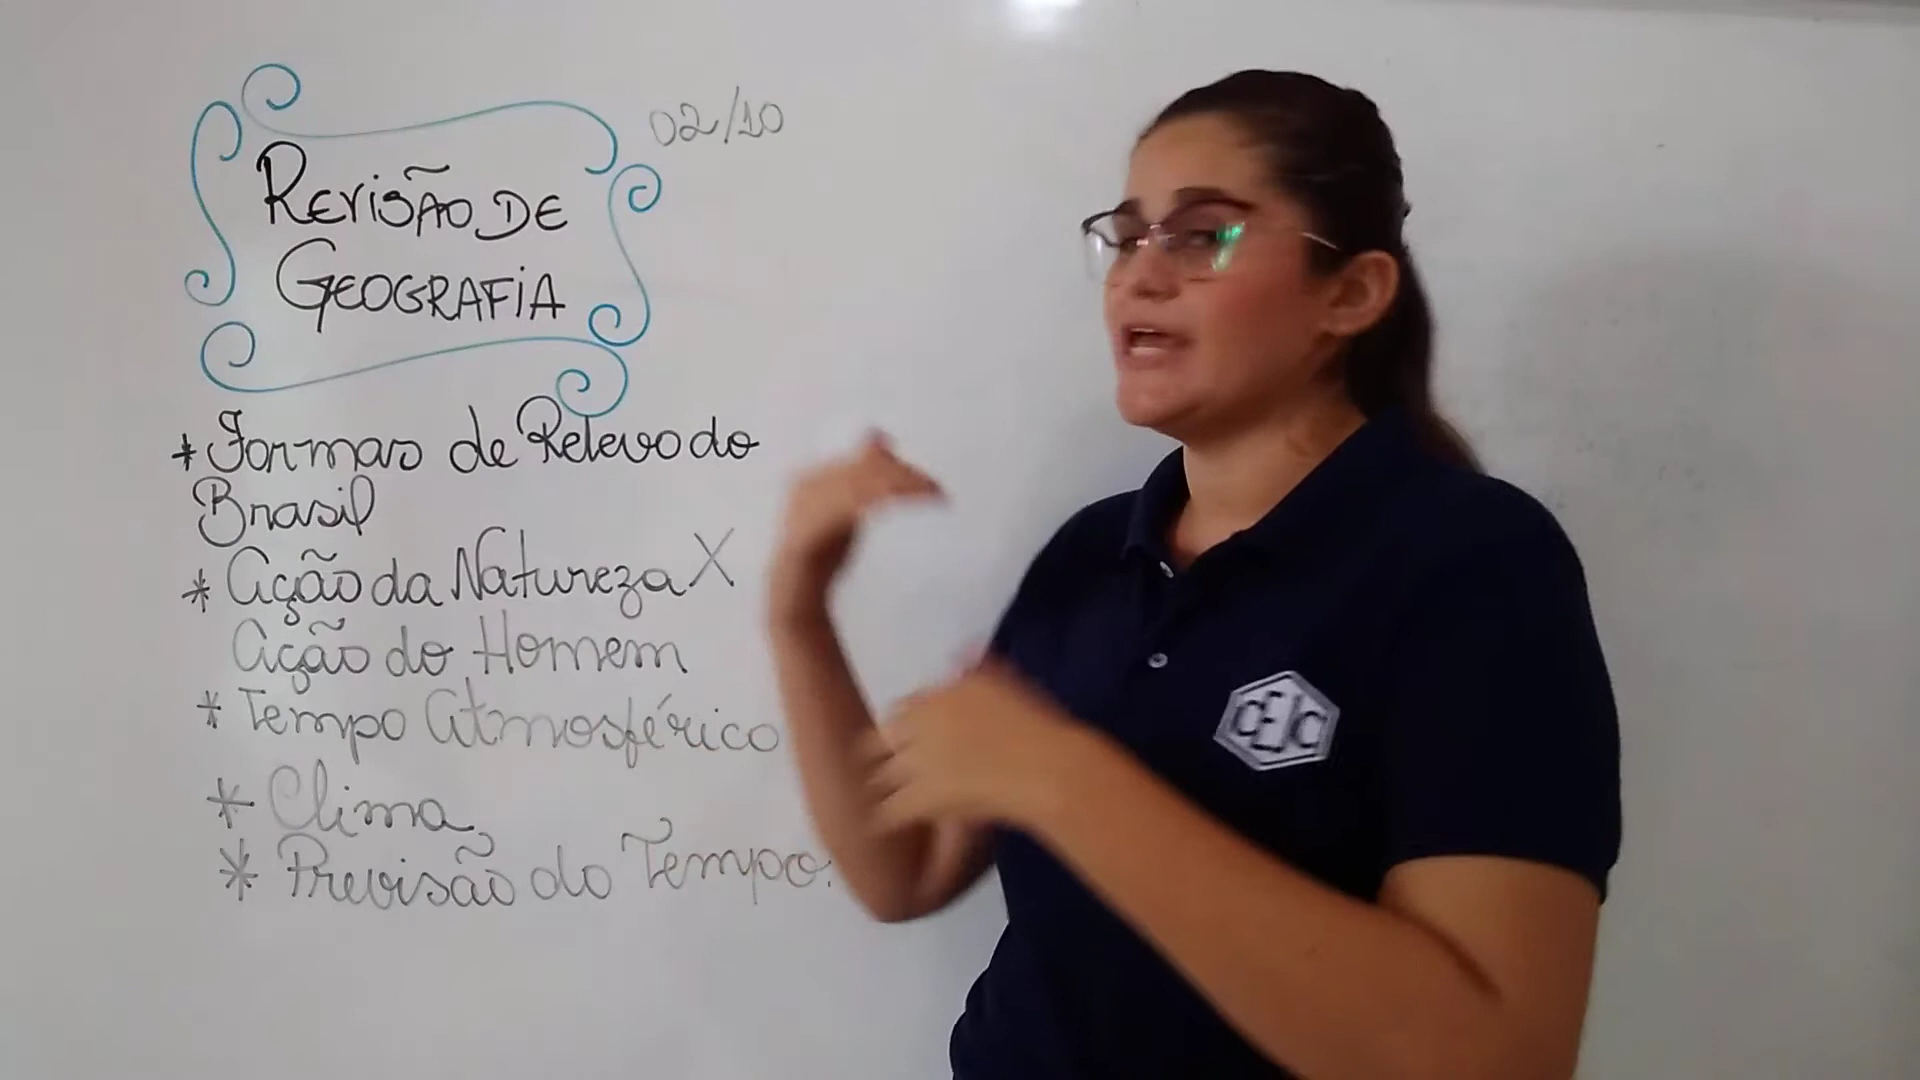 02/10
REVISÃO DE
GEOGRAFIA
* Formas de Relevo do
Brasil
* Ação da Natureza X
Ação do Homem
* Tempo Atmosférico
* Clima,
* Previsão do Tempo.
CEJC